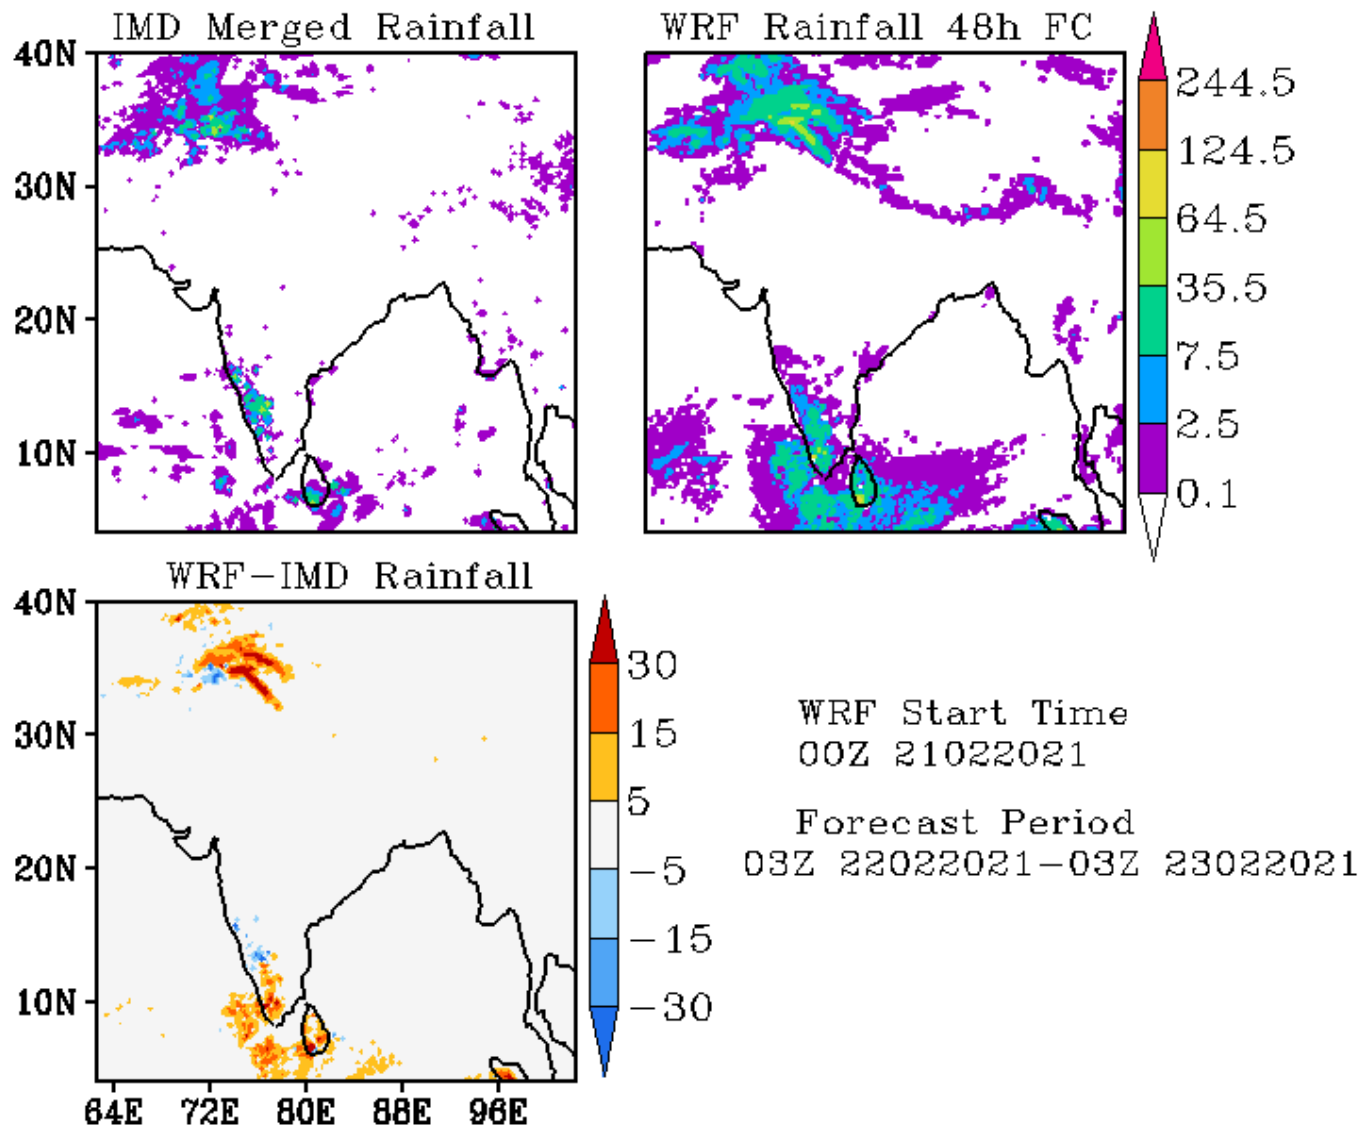 IMD Merged Rainfall
WRF Rainfall 48h FC
40N
30N
20N
10N
244.5
124.5
64.5
35.5
7.5
2.5
0.1
WRF-IMD Rainfall
40N
30N
20N
10N
64E 72E 80E 88E 96E
30
15
5
-5
-15
-30
WRF Start Time
00Z 21022021
Forecast Period
03Z 22022021-03Z 23022021